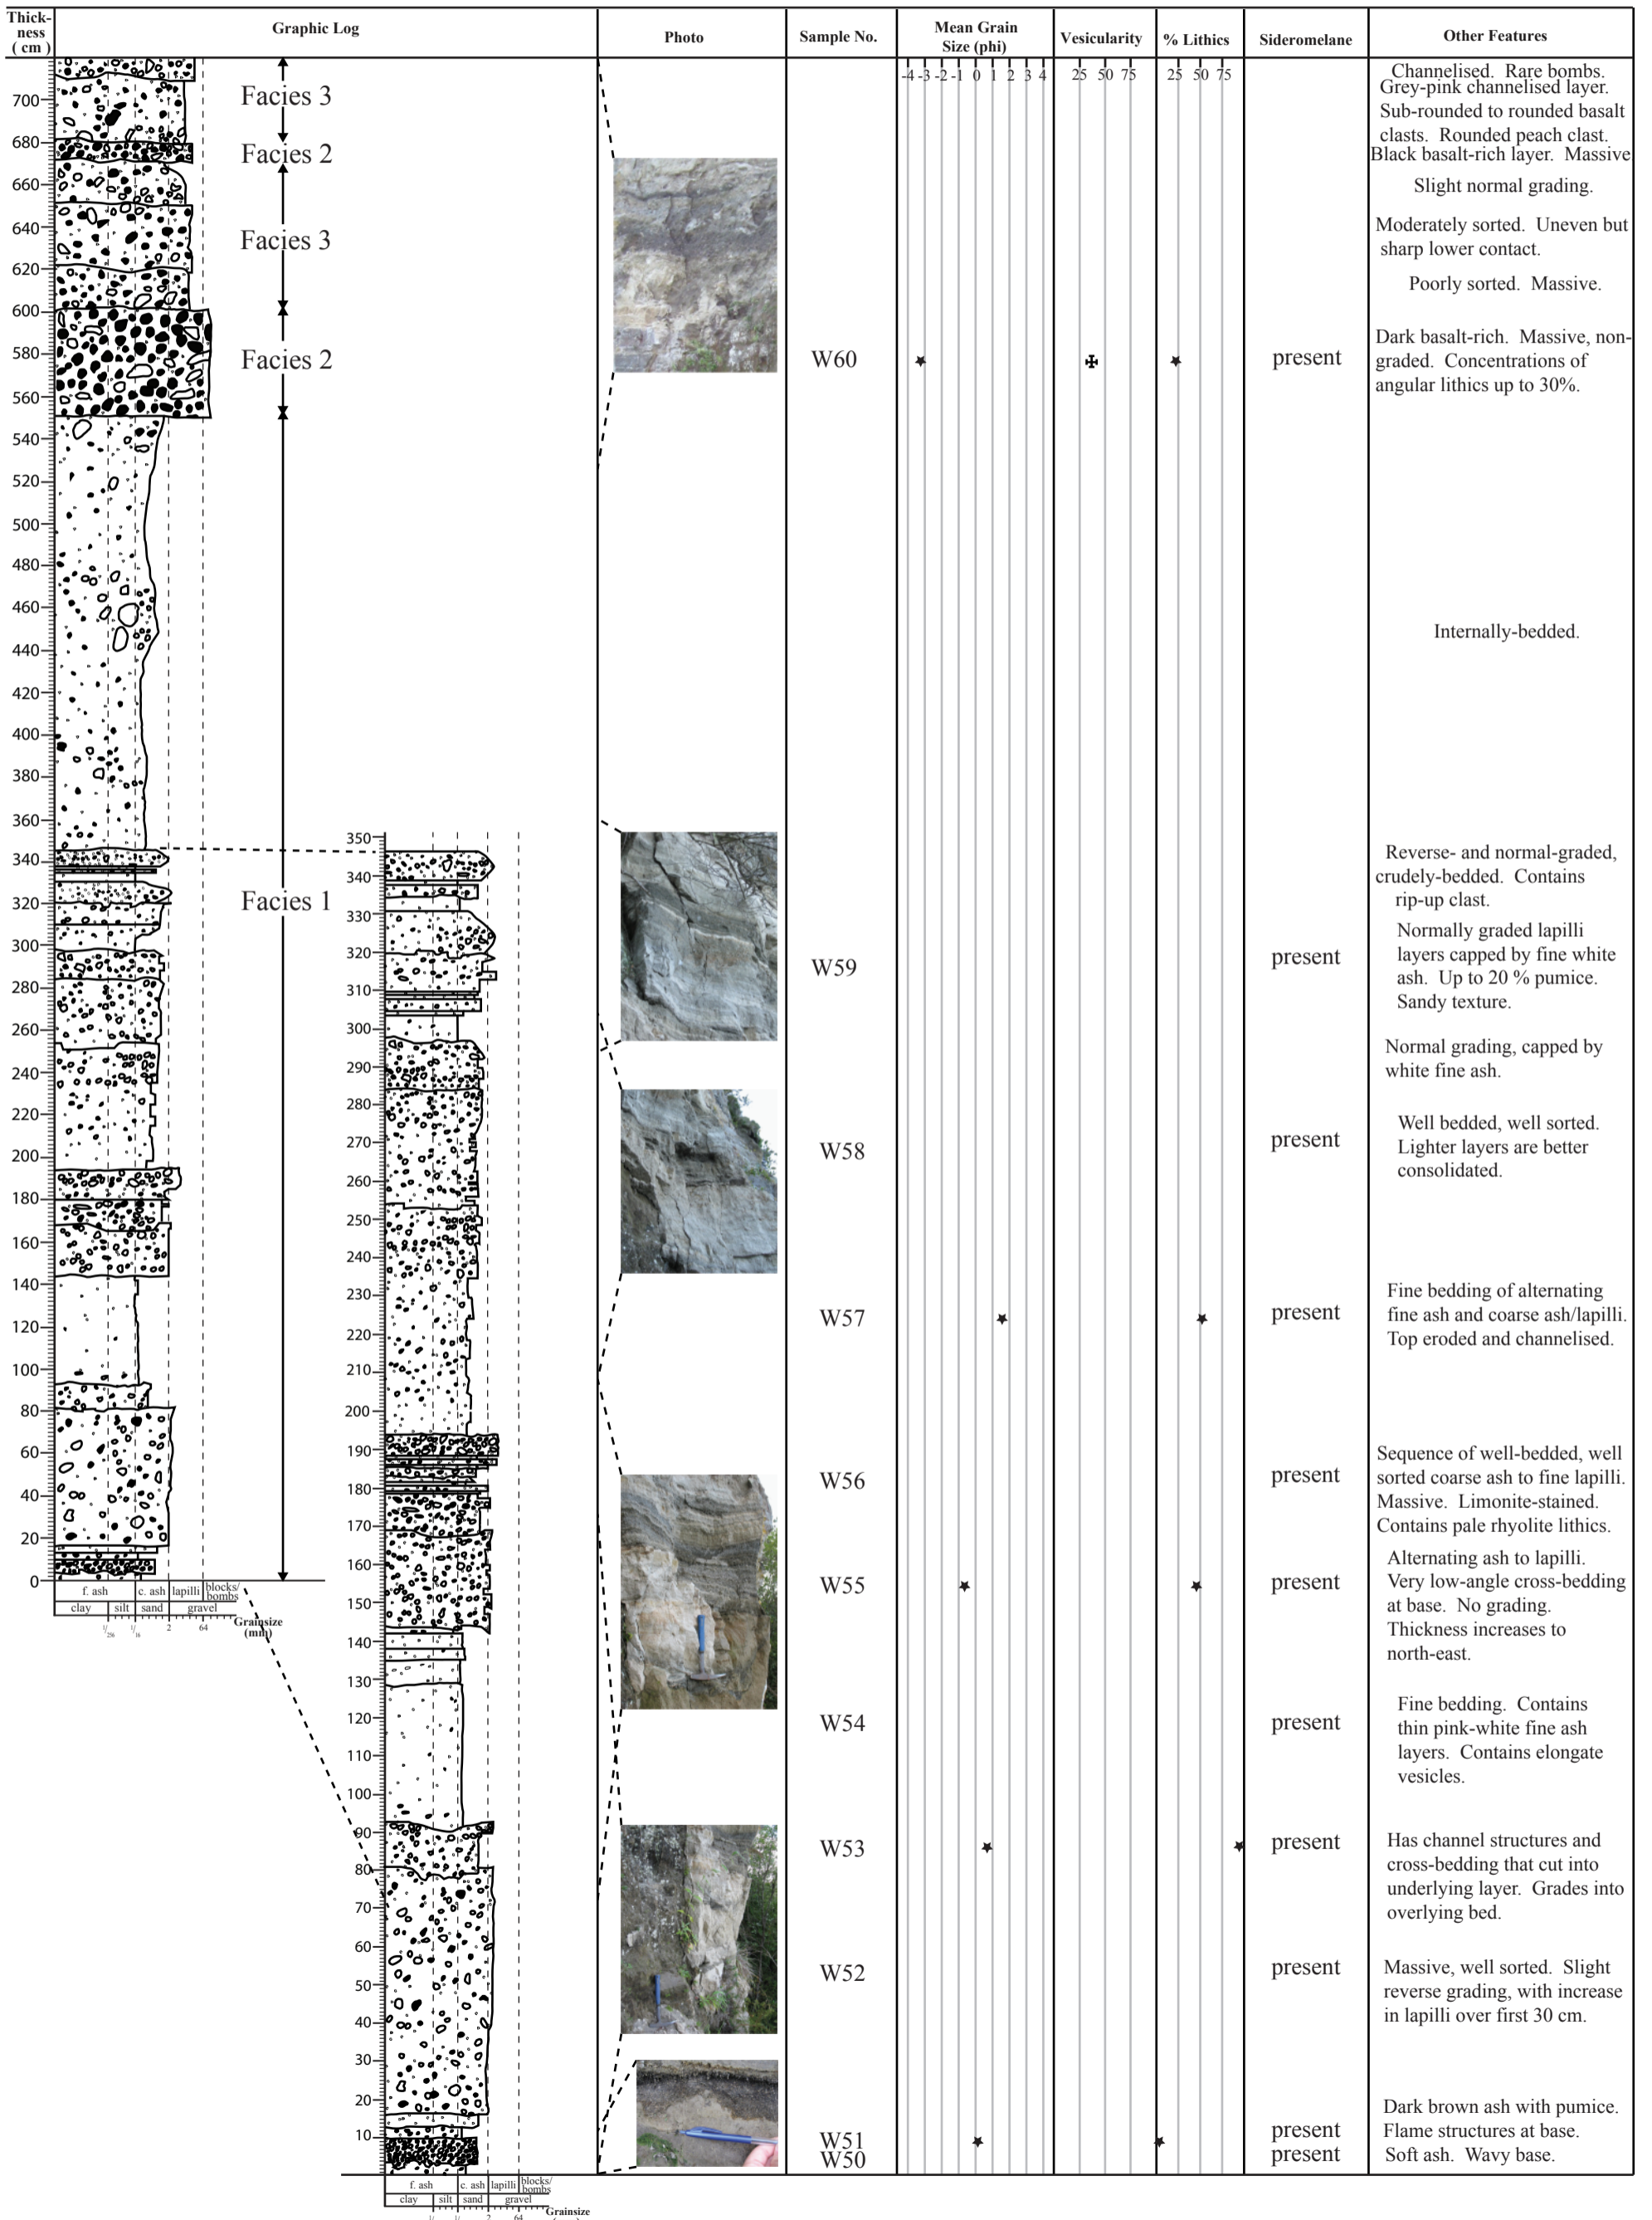 Thick-
ness
( cm )
Graphic Log
Photo
Sample No.
Mean Grain
Size (phi)
Vesicularity
% Lithics
Sideromelane
Other Features
-4 -3 -2 -1 0 1 2 3 4
25 50 75
25 50 75
700
680
660
640
620
600
580
560
540
520
500
480
460
440
420
400
380
360
340
320
300
280
260
240
220
200
180
160
140
120
100
80
60
40
20
0
Facies 3
Facies 2
Facies 3
Facies 2
Facies 1
f. ash c. ash lapilli blocks/
bombs
clay silt sand gravel
1/256 1/16 2 64
Grainsize
(mm)
350
340
330
320
310
300
290
280
270
260
250
240
230
220
210
200
190
180
170
160
150
140
130
120
110
100
90
80
70
60
50
40
30
20
10
f. ash c. ash lapilli blocks/
bombs
clay silt sand gravel
2 64
Grainsize
W60
W59
W58
W57
W56
W55
W54
W53
W52
W51
W50
present
present
present
present
present
present
present
present
present
present
present
Channelised. Rare bombs.
Grey-pink channelised layer.
Sub-rounded to rounded basalt
clasts. Rounded peach clast.
Black basalt-rich layer. Massive
Slight normal grading.
Moderately sorted. Uneven but
sharp lower contact.
Poorly sorted. Massive.
Dark basalt-rich. Massive, non-
graded. Concentrations of
angular lithics up to 30%.
Internally-bedded.
Reverse- and normal-graded,
crudely-bedded. Contains
rip-up clast.
Normally graded lapilli
layers capped by fine white
ash. Up to 20 % pumice.
Sandy texture.
Normal grading, capped by
white fine ash.
Well bedded, well sorted.
Lighter layers are better
consolidated.
Fine bedding of alternating
fine ash and coarse ash/lapilli.
Top eroded and channelised.
Sequence of well-bedded, well
sorted coarse ash to fine lapilli.
Massive. Limonite-stained.
Contains pale rhyolite lithics.
Alternating ash to lapilli.
Very low-angle cross-bedding
at base. No grading.
Thickness increases to
north-east.
Fine bedding. Contains
thin pink-white fine ash
layers. Contains elongate
vesicles.
Has channel structures and
cross-bedding that cut into
underlying layer. Grades into
overlying bed.
Massive, well sorted. Slight
reverse grading, with increase
in lapilli over first 30 cm.
Dark brown ash with pumice.
Flame structures at base.
Soft ash. Wavy base.